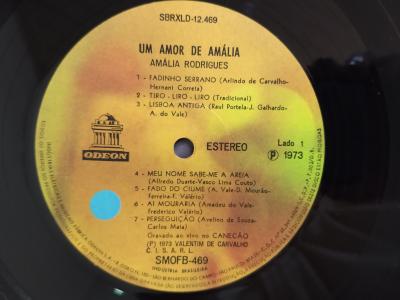 SBRXLD-12.469
UM AMOR DE AMÁLIA
AMÁLIA RODRIGUES
1 - FADINHO SERRANO (Arlindo de Carvalho-
Hernani Correia)
2 - TIRO - LIRO - LIRO (Tradicional)
3 - LISBOA ANTIGA (Raul Portela-J. Galhardo-
A. do Vale)
ODEON
ESTEREO
Lado 1
Ⓟ 1973
4 - MEU NOME SABE-ME A AREIA
(Alfredo Duarte-Vasco Lima Couto)
5 - FADO DO CIUME (A. Vale-D. Mourão-
Ferreira-F. Valério)
6 - AI MOURARIA (Amadeu do Vale-
Frederico Valério)
7 - PERSEGUIÇÃO (Avelino de Souza-
Carlos Maia)
Gravado ao vivo no CANECÃO
(P) 1973 VALENTIM DE CARVALHO
C. I. S. A. R. L.
SMOFB-469
INDÚSTRIA BRASILEIRA